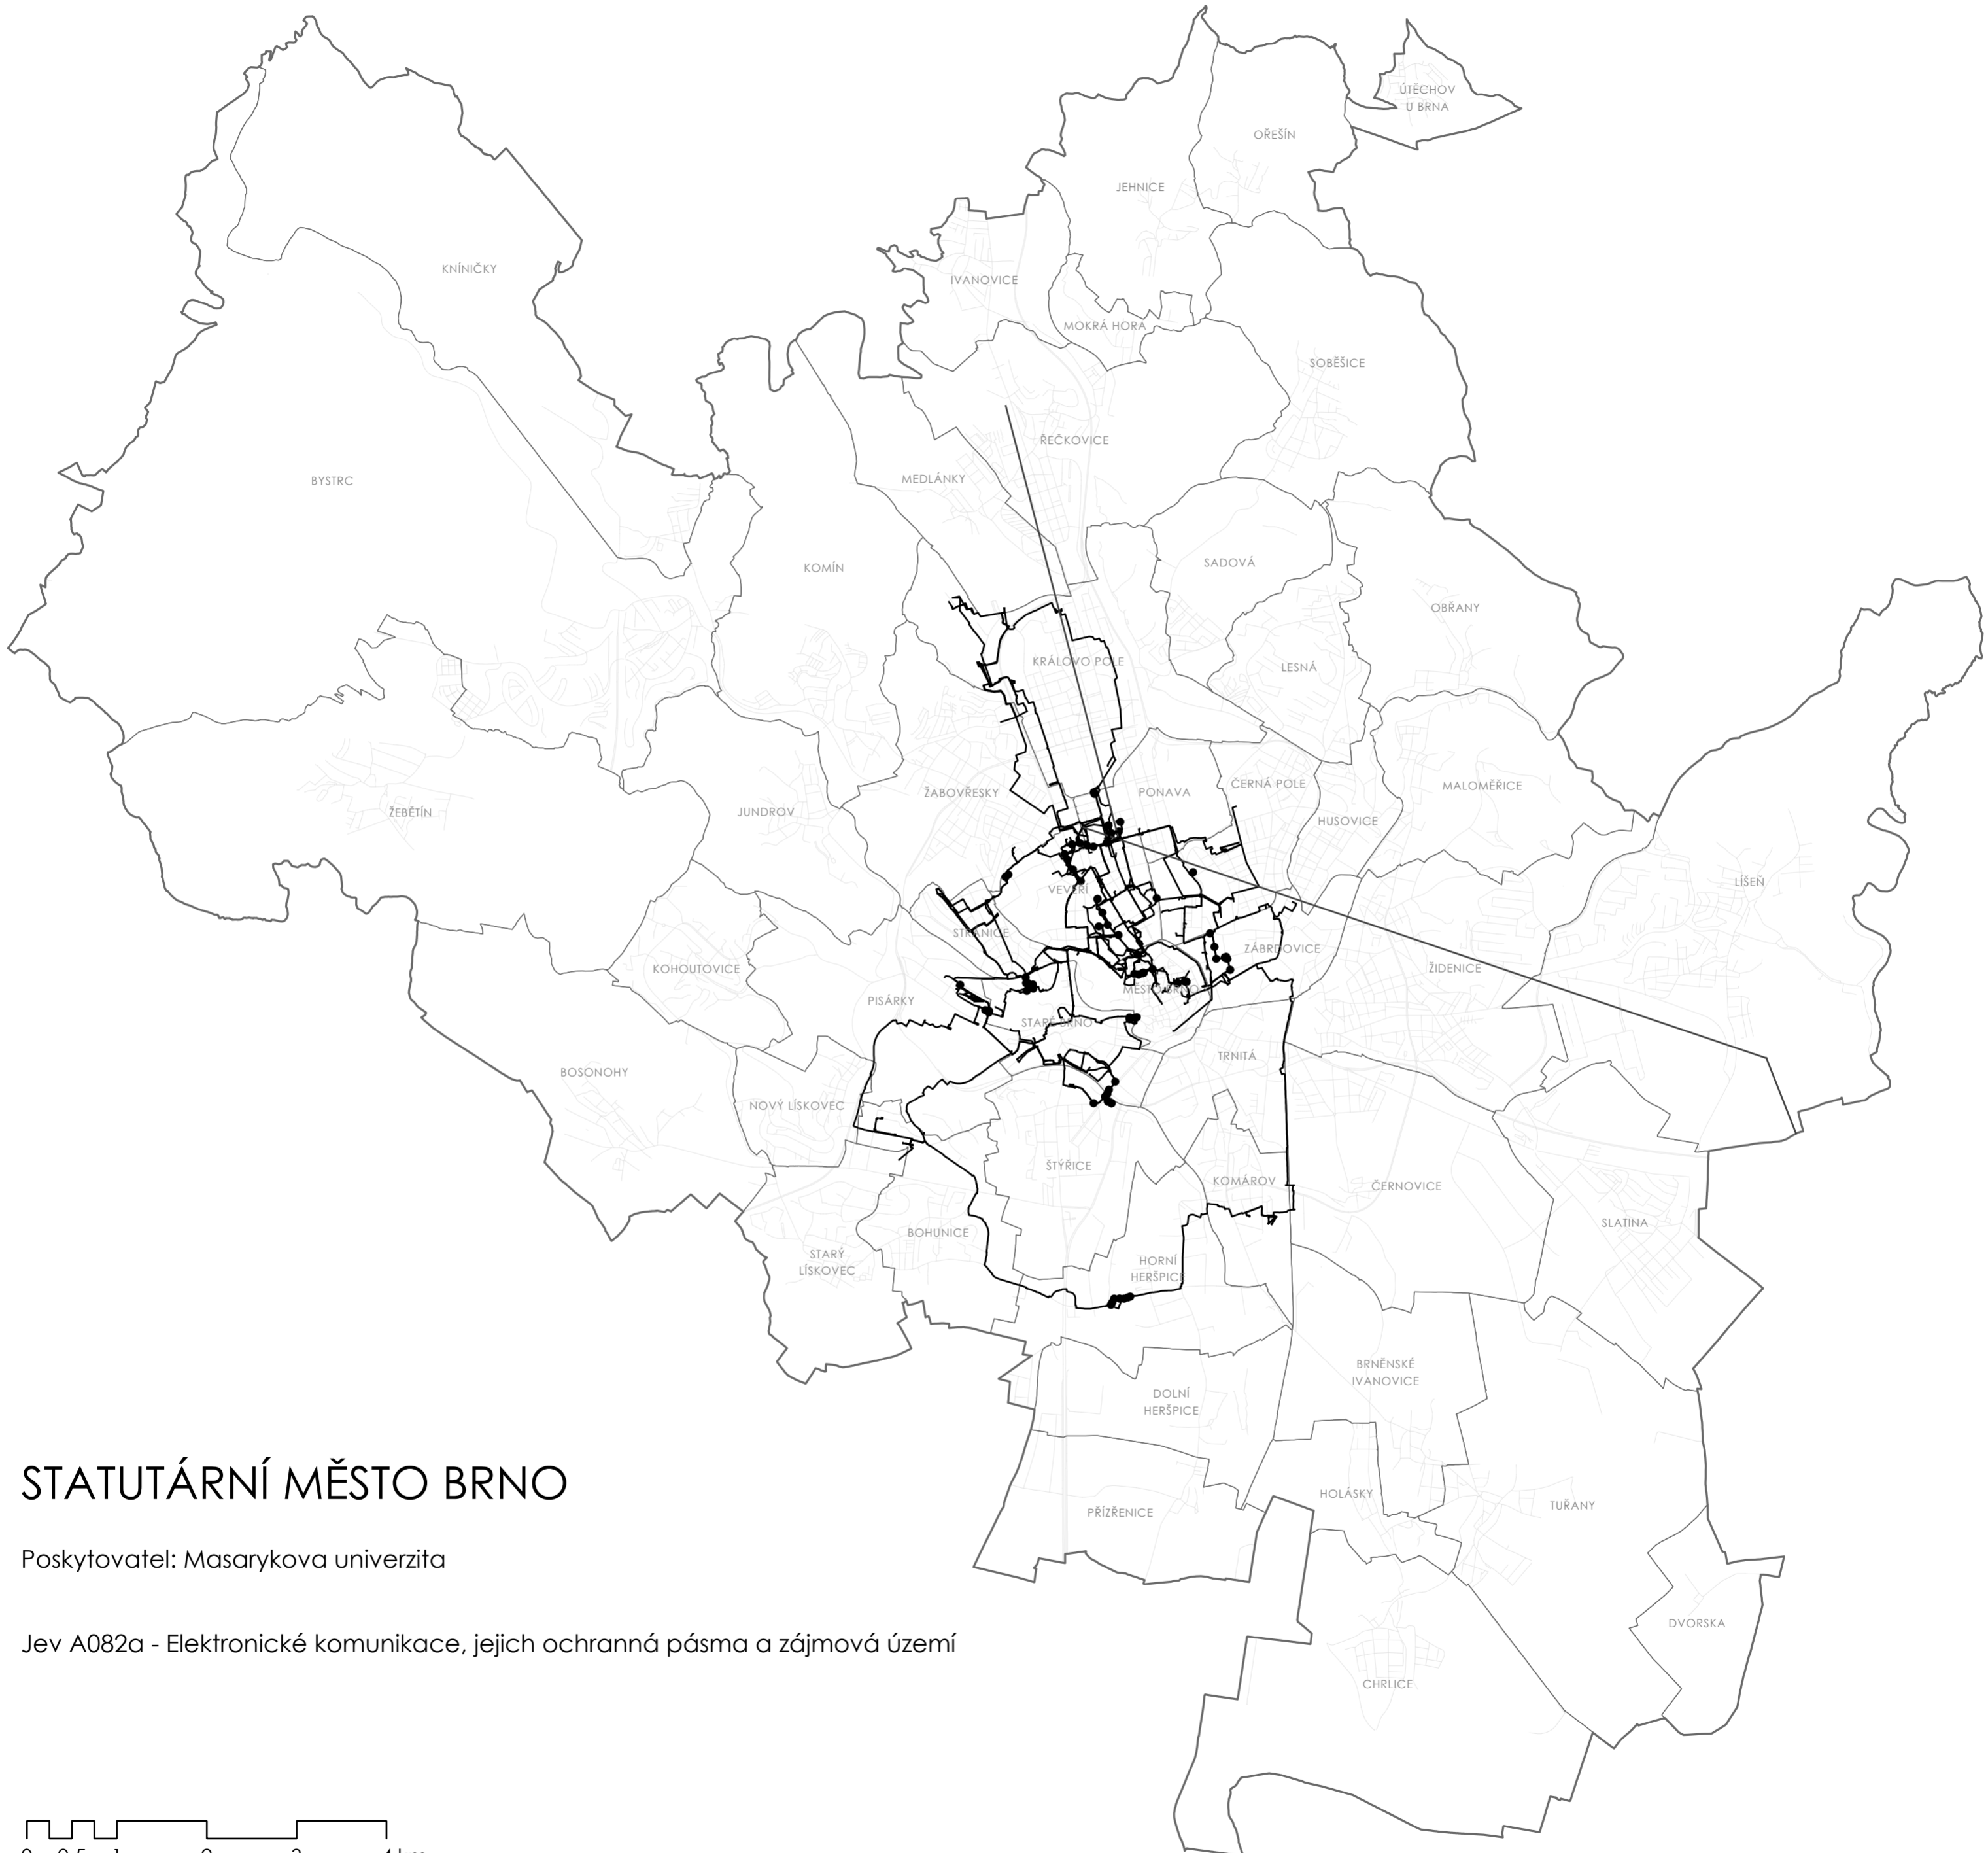 ÚTĚCHOV
U BRNA
OŘEŠÍN
JEHNICE
KNÍNIČKY
IVANOVICE
MOKRÁ HORA
SOBĚŠICE
ŘEČKOVICE
MEDLÁNKY
BYSTRC
SADOVÁ
KOMÍN
OBŘANY
KRÁLOVO POLE
LESNÁ
ČERNÁ POLE
MALOMĚŘICE
ŽABOVŘESKY
PONAVA
ŽEBĚTÍN
JUNDROV
HUSOVICE
LÍŠEŇ
VEVEŘÍ
STRÁNICE
ZÁBRDOVICE
KOHOUTOVICE
ŽIDENICE
MĚSTO BRNO
PISÁRKY
STARÉ BRNO
TRNITÁ
BOSONOHY
NOVÝ LÍSKOVEC
ŠTÝŘICE
KOMÁROV
ČERNOVICE
SLATINA
BOHUNICE
STARÝ
LÍSKOVEC
HORNÍ
HERŠPICE
BRNĚNSKÉ
IVANOVICE
DOLNÍ
HERŠPICE
STATUTÁRNÍ MĚSTO BRNO
HOLÁSKY
TUŘANY
PŘÍZŘENICE
Poskytovatel: Masarykova univerzita
DVORSKA
Jev A082a - Elektronické komunikace, jejich ochranná pásma a zájmová území
CHRLICE